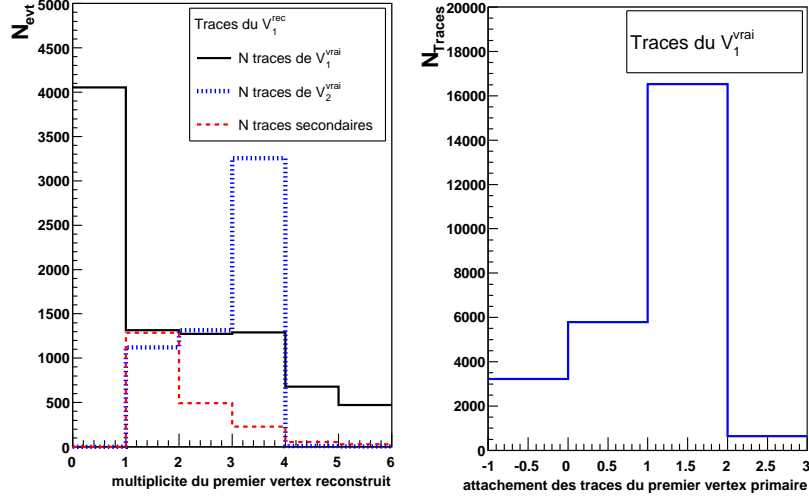 N_evt
5000
4500
4000
3500
3000
2500
2000
1500
1000
500
0
Traces du V_1^rec
N traces de V_1^vrai
N traces de V_2^vrai
N traces secondaires
0 1 2 3 4 5 6
multiplicite du premier vertex reconstruit
N_Traces
20000
18000
16000
14000
12000
10000
8000
6000
4000
2000
0
Traces du V_1^vrai
-1 -0.5 0 0.5 1 1.5 2 2.5 3
attachement des traces du premier vertex primaire